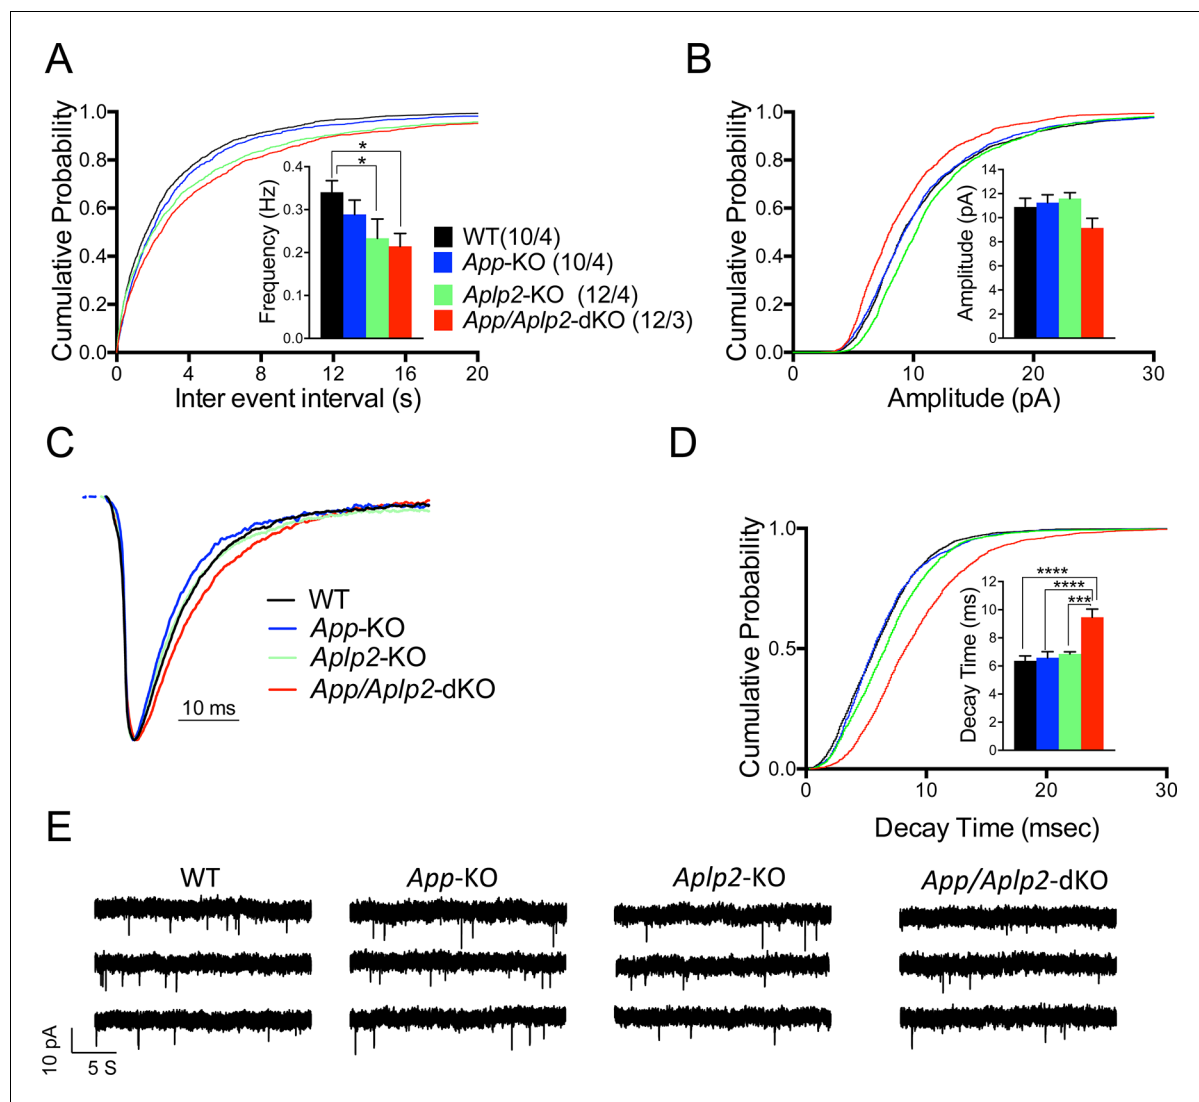 A
Cumulative Probability
1.0
0.8
0.6
0.4
0.2
0.0
0 4 8 12 16 20
Inter event interval (s)
Frequency (Hz)
0.4
0.3
0.2
0.1
0.0
*
*
WT(10/4)
App-KO (10/4)
Aplp2-KO (12/4)
App/Aplp2-dKO (12/3)
B
Cumulative Probability
1.0
0.8
0.6
0.4
0.2
0.0
0 10 20 30
Amplitude (pA)
Amplitude (pA)
14
12
10
8
6
4
2
0
C
WT
App-KO
Aplp2-KO
App/Aplp2-dKO
10 ms
D
Cumulative Probability
1.0
0.5
0.0
0 10 20 30
Decay Time (msec)
Decay Time (ms)
12
10
8
6
4
2
0
****
****
***
E
WT App-KO Aplp2-KO App/Aplp2-dKO
10 pA
5 S